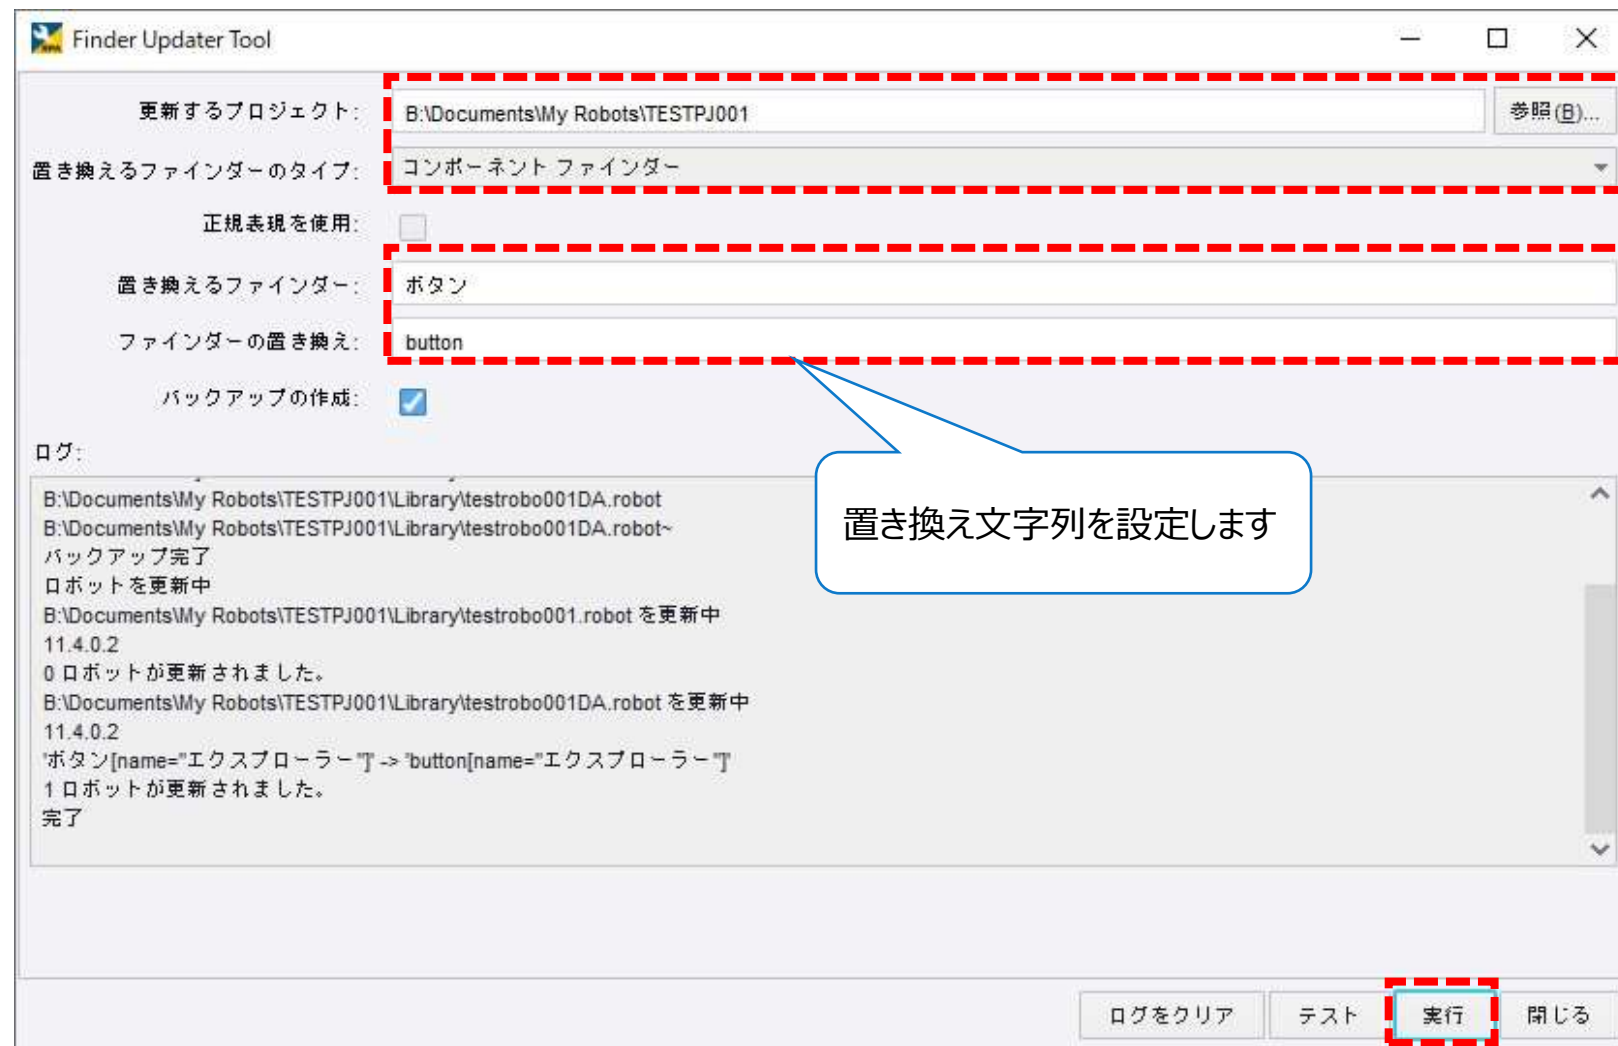 Finder Updater Tool
更新するプロジェクト: B:\Documents\My Robots\TESTPJ001 参照(B)...
置き換えるファインダーのタイプ: コンポーネント ファインダー
正規表現を使用:
置き換えるファインダー: ボタン
ファインダーの置き換え: button
バックアップの作成:
置き換え文字列を設定します
ログ:
B:\Documents\My Robots\TESTPJ001\Library\testrobo001DA.robot
B:\Documents\My Robots\TESTPJ001\Library\testrobo001DA.robot~
バックアップ完了
ロボットを更新中
B:\Documents\My Robots\TESTPJ001\Library\testrobo001.robot を更新中
11.4.0.2
0 ロボットが更新されました。
B:\Documents\My Robots\TESTPJ001\Library\testrobo001DA.robot を更新中
11.4.0.2
'ボタン[name="エクスプローラー"]' -> 'button[name="エクスプローラー"]'
1 ロボットが更新されました。
完了
ログをクリア テスト 実行 閉じる